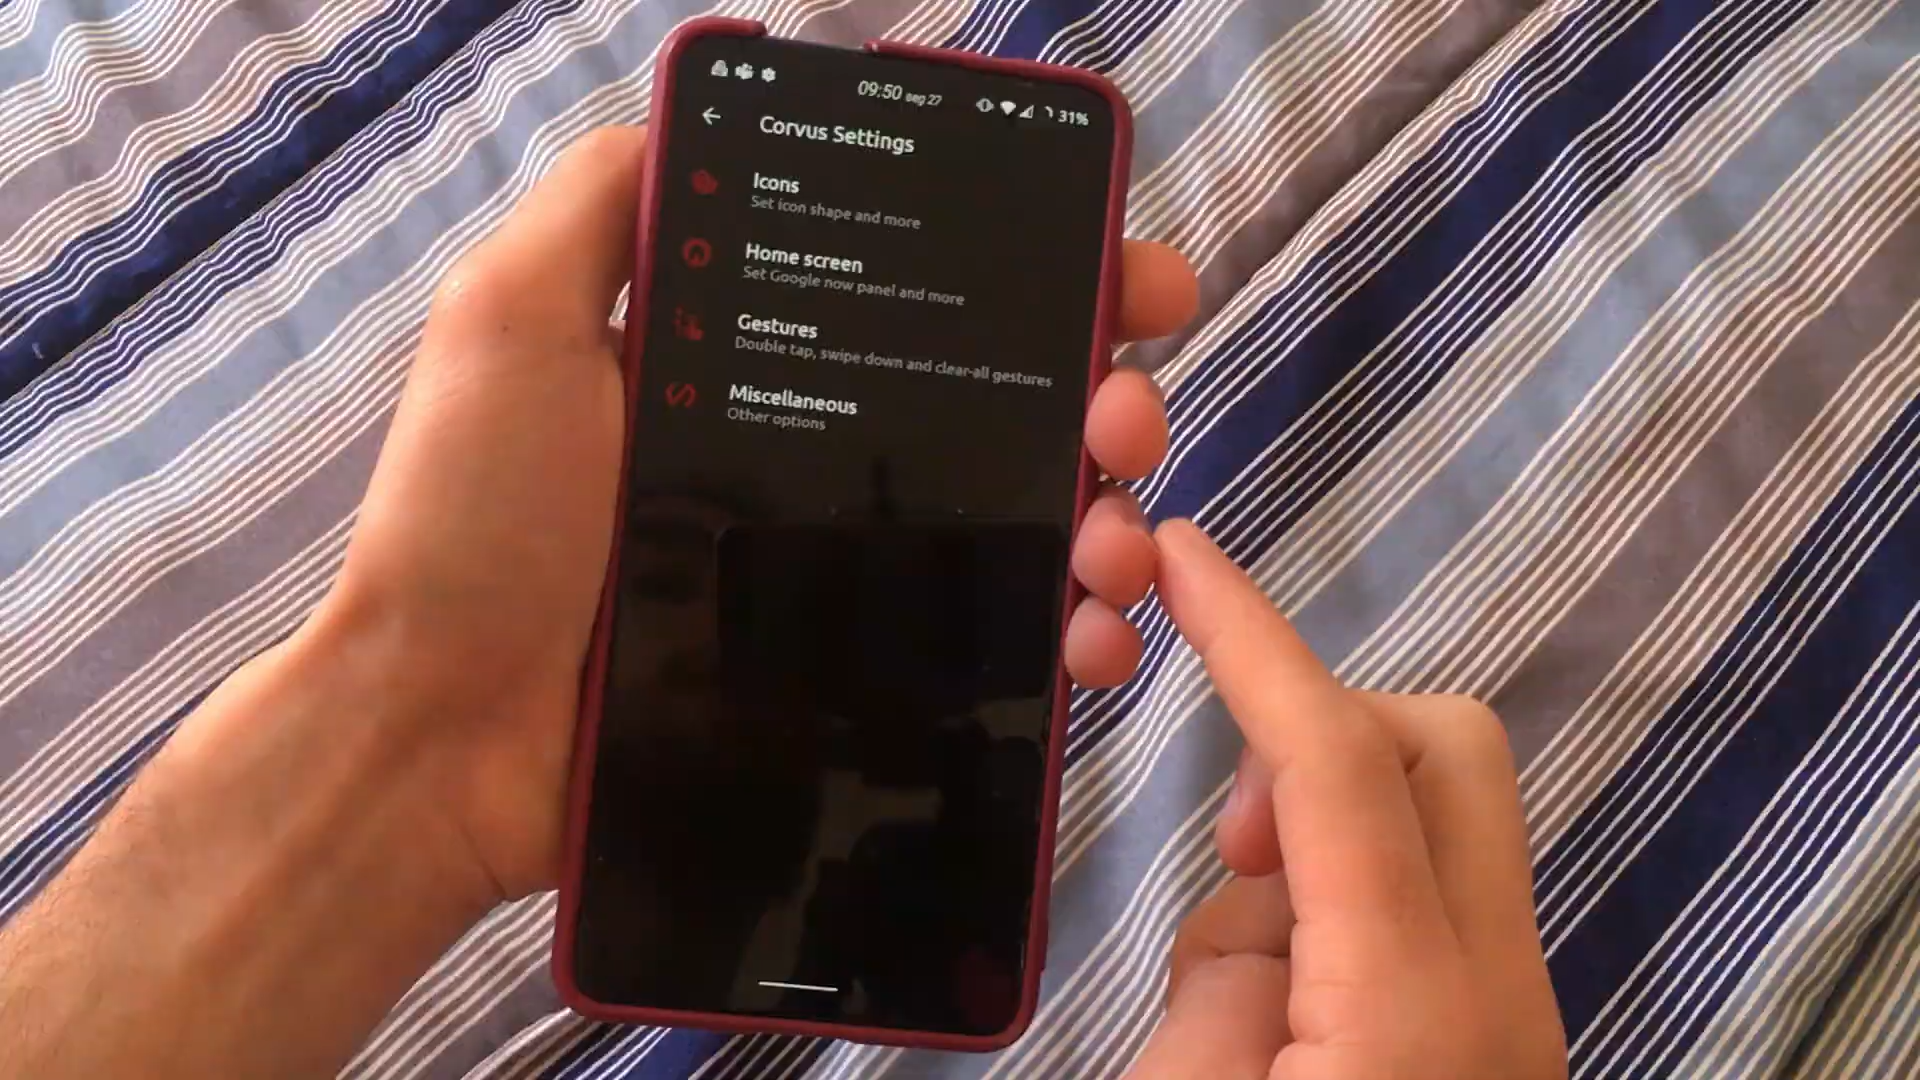 09:50 seg 27
31%
Corvus Settings
Icons
Set icon shape and more
Home screen
Set Google now panel and more
Gestures
Double tap, swipe down and clear-all gestures
Miscellaneous
Other options